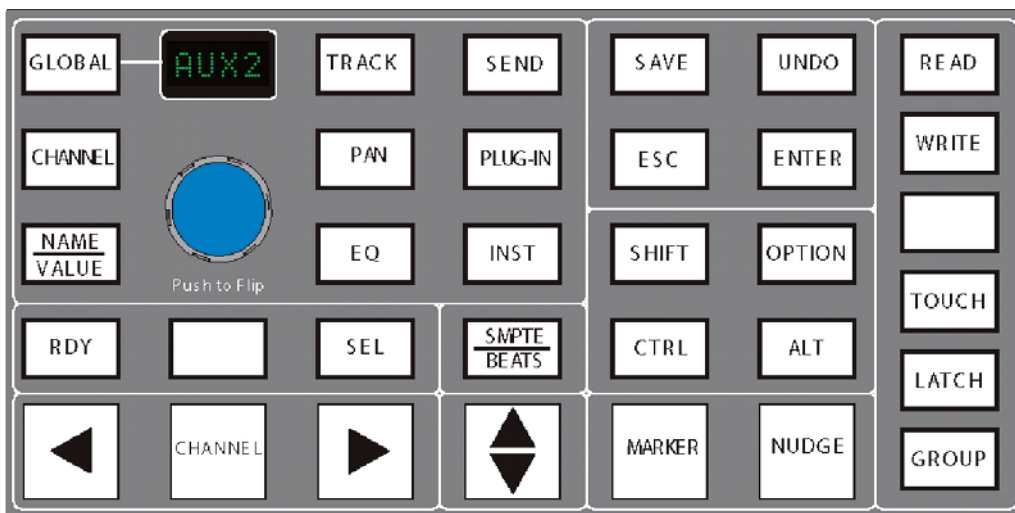 GLOBAL AUX2 TRACK SEND SAVE UNDO READ
CHANNEL PAN PLUG-IN ESC ENTER WRITE
NAME
VALUE
EQ INST SHIFT OPTION
Push to Flip
TOUCH
RDY SEL SMPTE
BEATS
CTRL ALT
LATCH
CHANNEL MARKER NUDGE GROUP